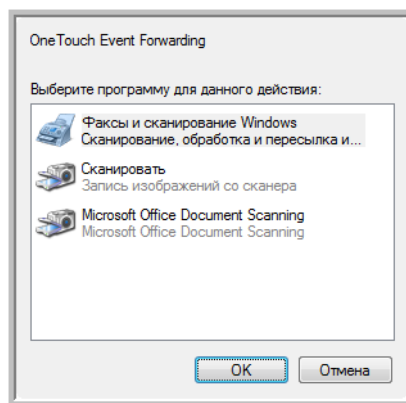 OneTouch Event Forwarding
Выберите программу для данного действия:
Факсы и сканирование Windows
Сканирование, обработка и пересылка и...
Сканировать
Запись изображений со сканера
Microsoft Office Document Scanning
Microsoft Office Document Scanning
OK
Отмена